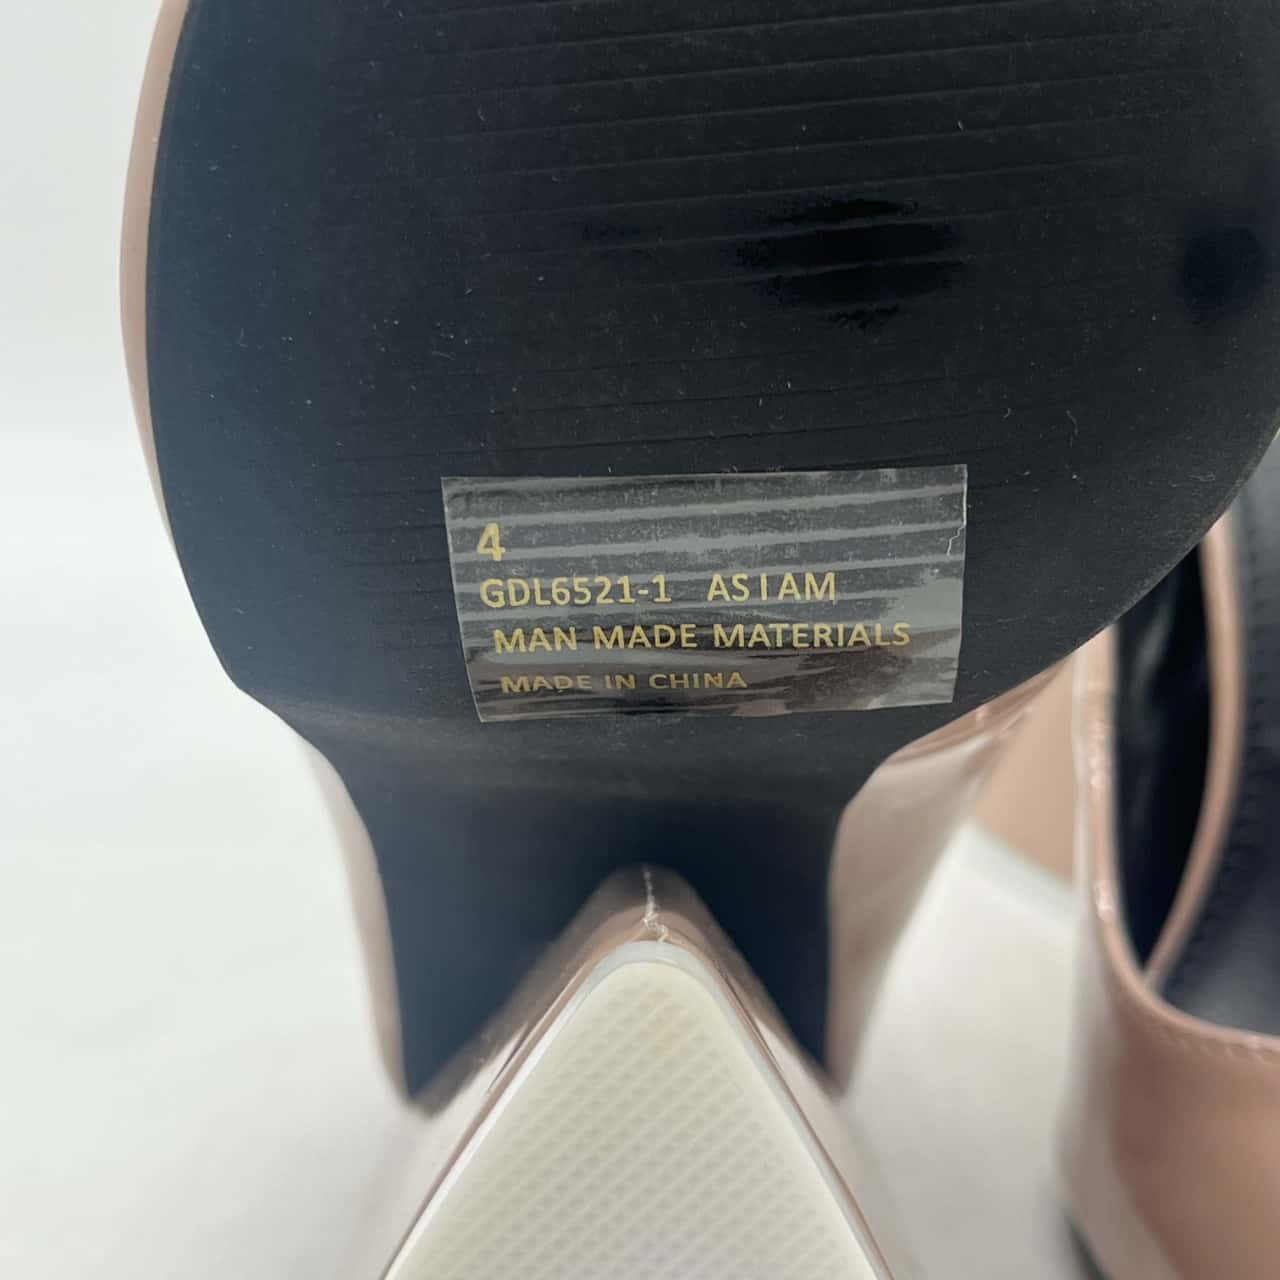 4
GDL6521-1 ASIAM
MAN MADE MATERIALS
MADE IN CHINA